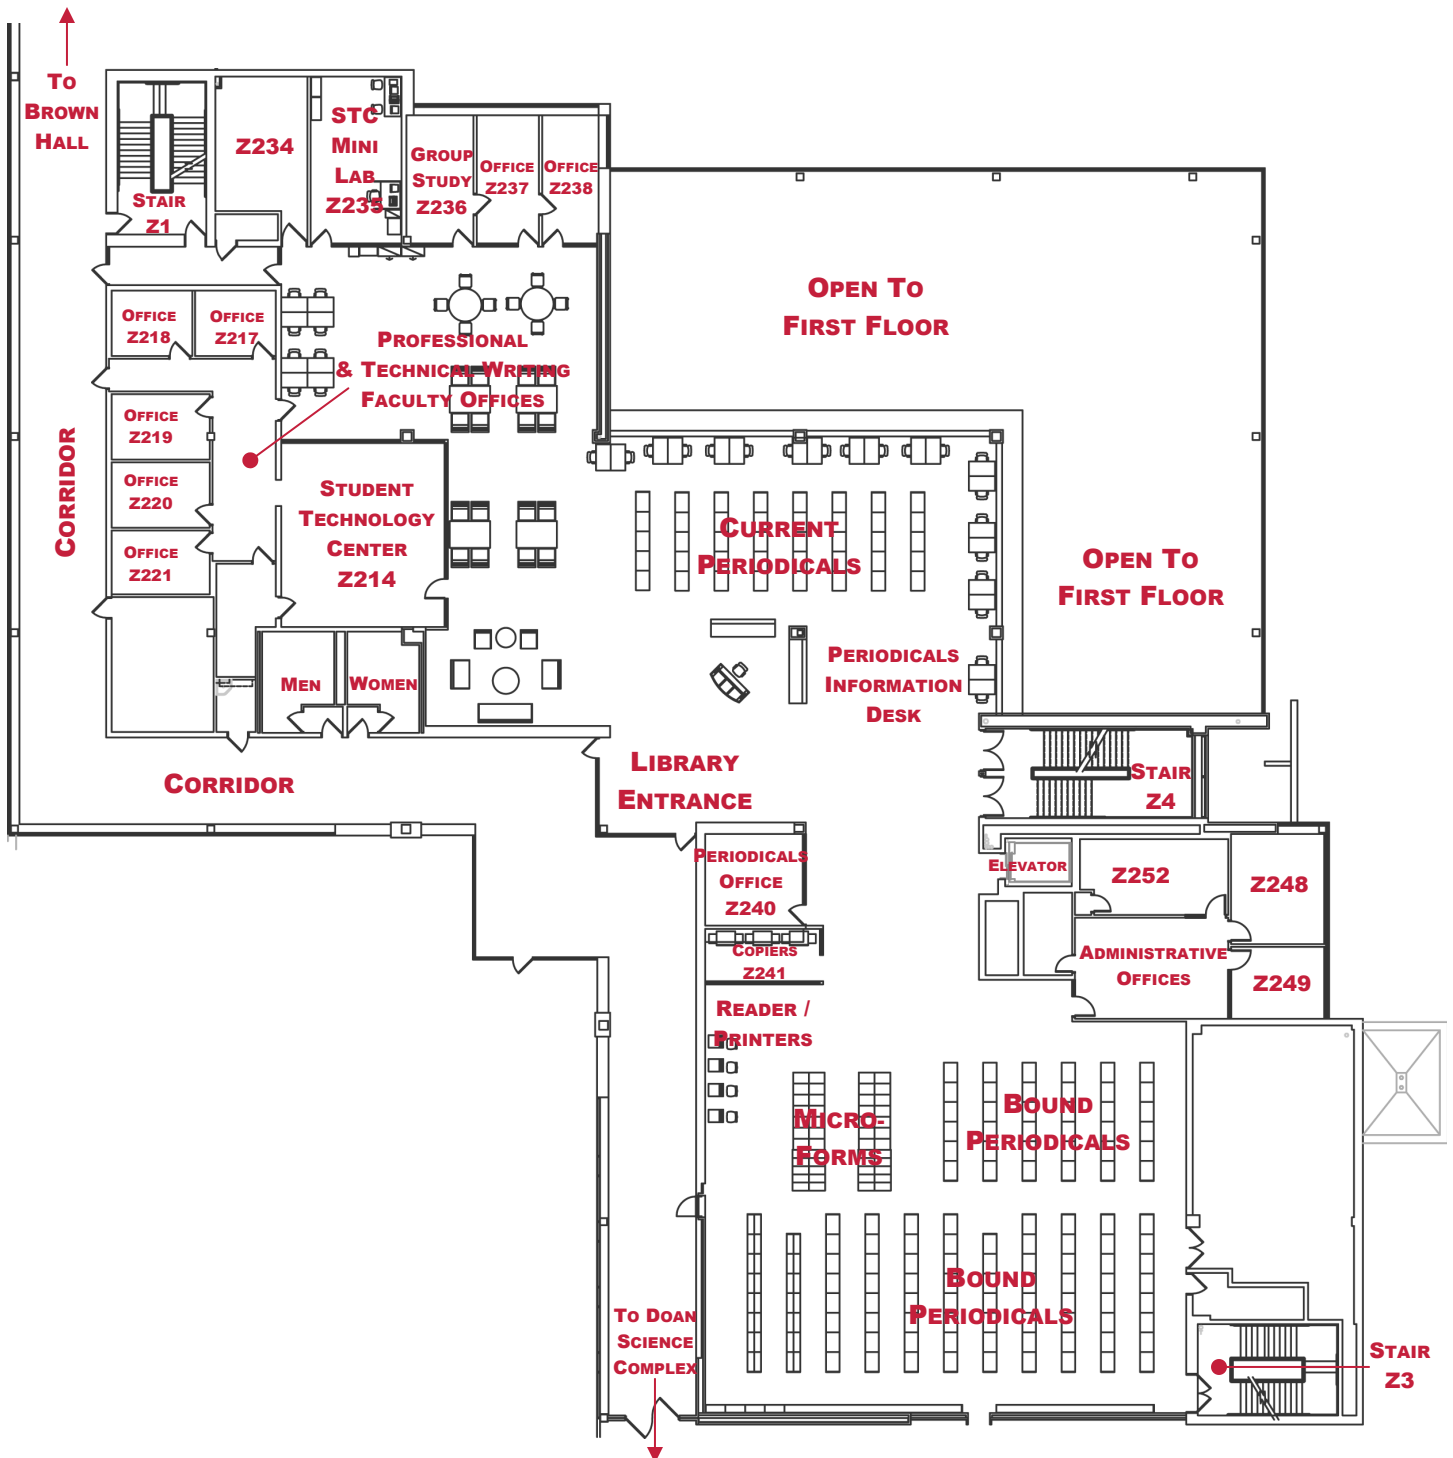 To
Brown
Hall
Stair
Z1
Z234
STC
Mini
Lab
Z235
Group
Study
Z236
Office
Z237
Office
Z238
Open To
First Floor
Office
Z218
Office
Z217
Professional
& Technical Writing
Faculty Offices
Office
Z219
Office
Z220
Office
Z221
Corridor
Student
Technology
Center
Z214
Current
Periodicals
Open To
First Floor
Men
Women
Periodicals
Information
Desk
Corridor
Library
Entrance
Stair
Z4
Periodicals
Office
Z240
Elevator
Z252
Z248
Copiers
Z241
Administrative
Offices
Z249
Reader /
Printers
Micro-
Forms
Bound
Periodicals
Bound
Periodicals
To Doan
Science
Complex
Stair
Z3